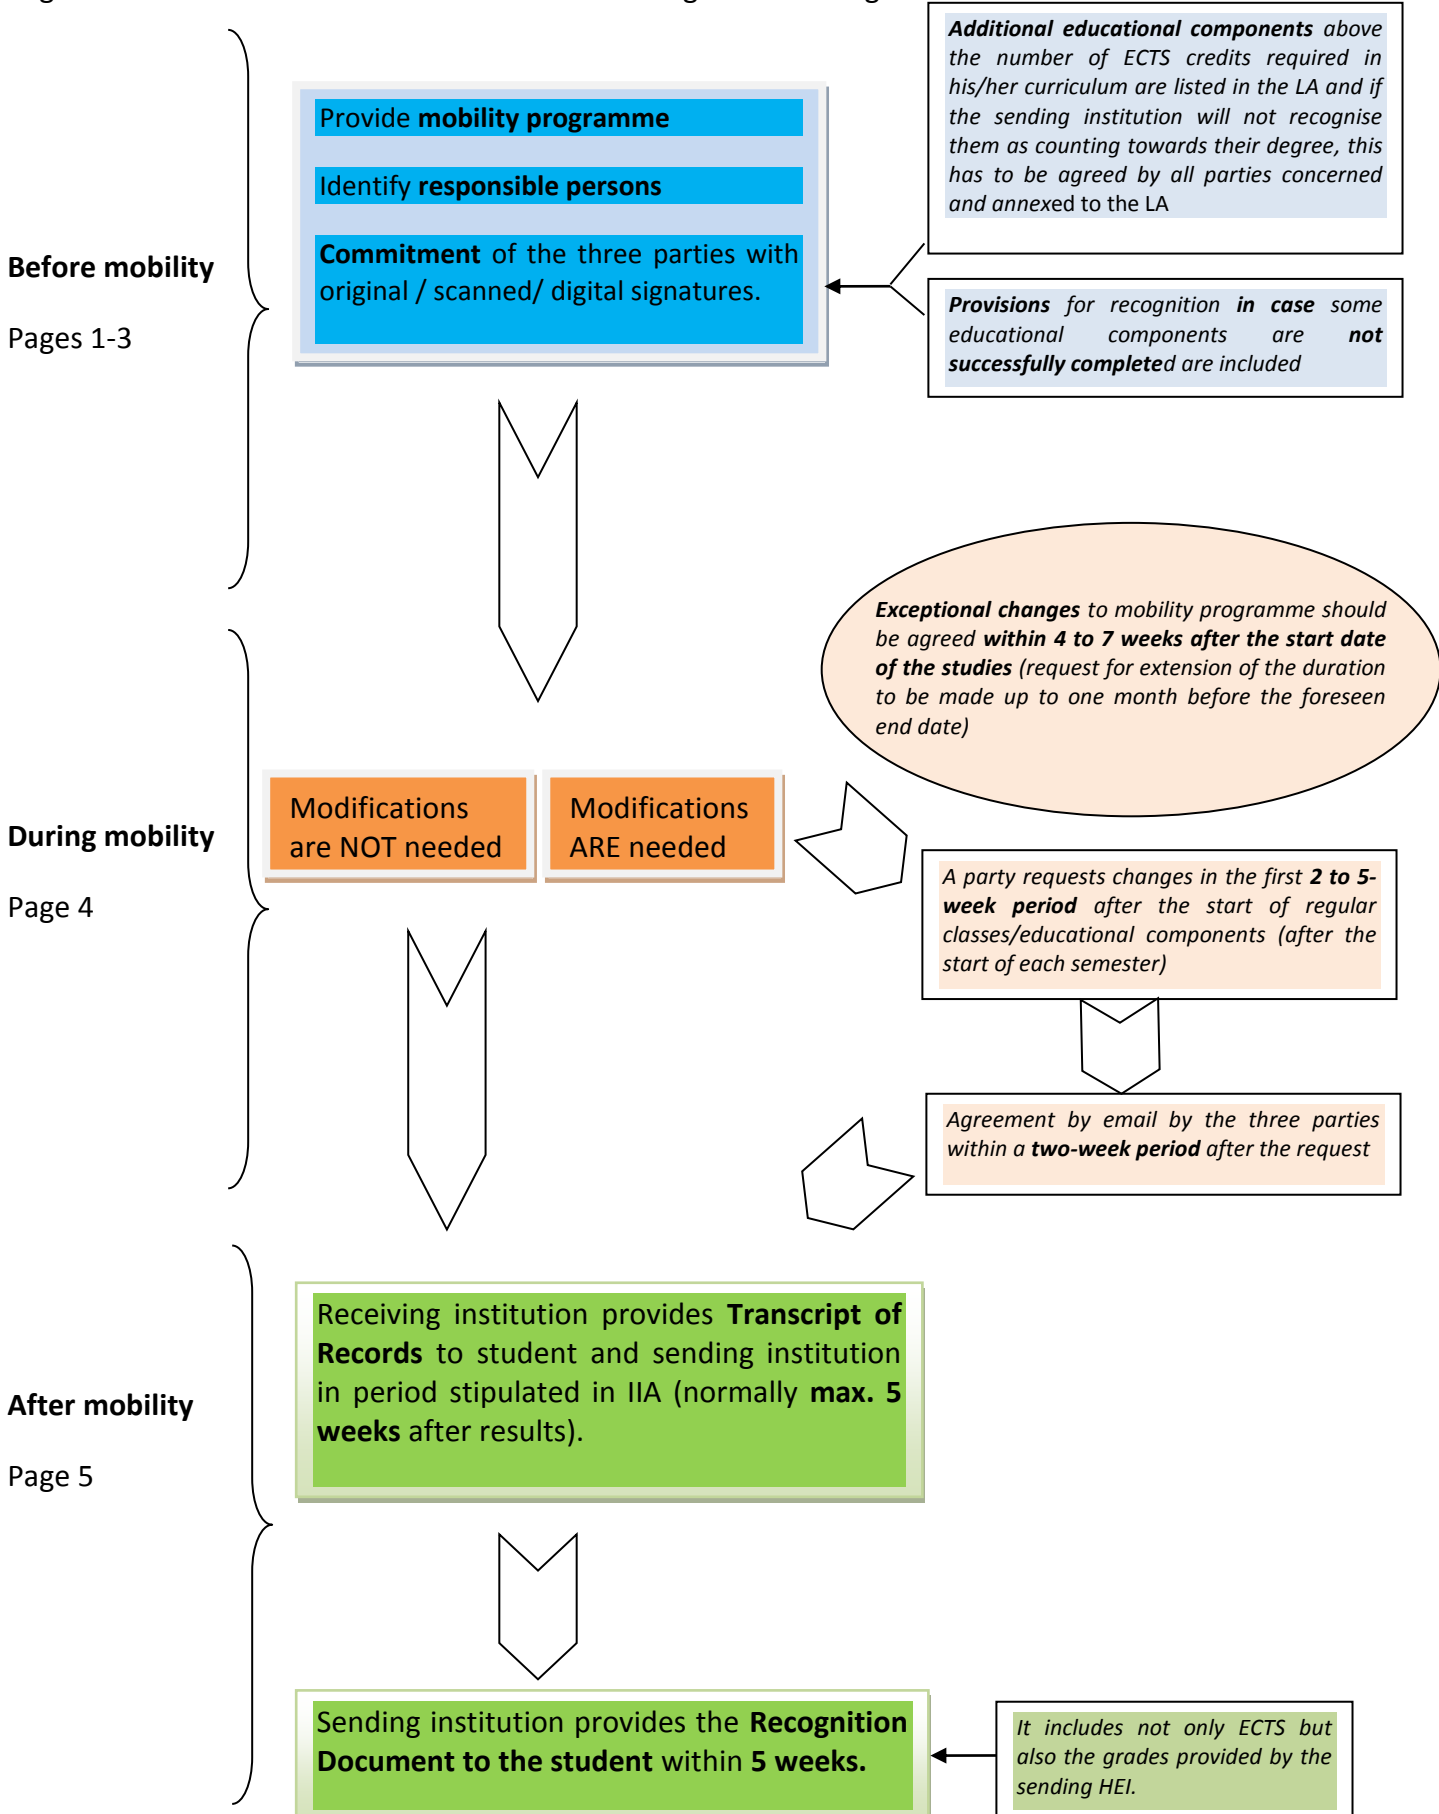 Additional educational components above
the number of ECTS credits required in
his/her curriculum are listed in the LA and if
the sending institution will not recognise
them as counting towards their degree, this
has to be agreed by all parties concerned
and annexed to the LA
Provide mobility programme
Identify responsible persons
Commitment of the three parties with
original / scanned/ digital signatures.
Before mobility
Pages 1-3
Provisions for recognition in case some
educational components are not
successfully completed are included
Exceptional changes to mobility programme should
be agreed within 4 to 7 weeks after the start date
of the studies (request for extension of the duration
to be made up to one month before the foreseen
end date)
During mobility
Page 4
Modifications
are NOT needed
Modifications
ARE needed
A party requests changes in the first 2 to 5-
week period after the start of regular
classes/educational components (after the
start of each semester)
Agreement by email by the three parties
within a two-week period after the request
After mobility
Page 5
Receiving institution provides Transcript of
Records to student and sending institution
in period stipulated in IIA (normally max. 5
weeks after results).
Sending institution provides the Recognition
Document to the student within 5 weeks.
It includes not only ECTS but
also the grades provided by the
sending HEI.